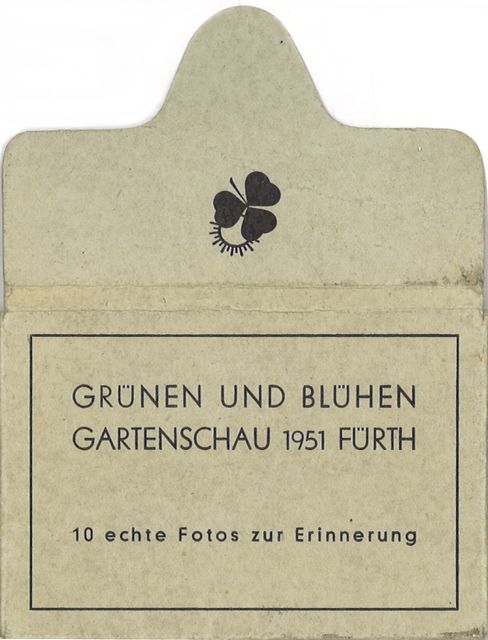 GRÜNEN UND BLÜHEN
GARTENSCHAU 1951 FÜRTH
10 echte Fotos zur Erinnerung